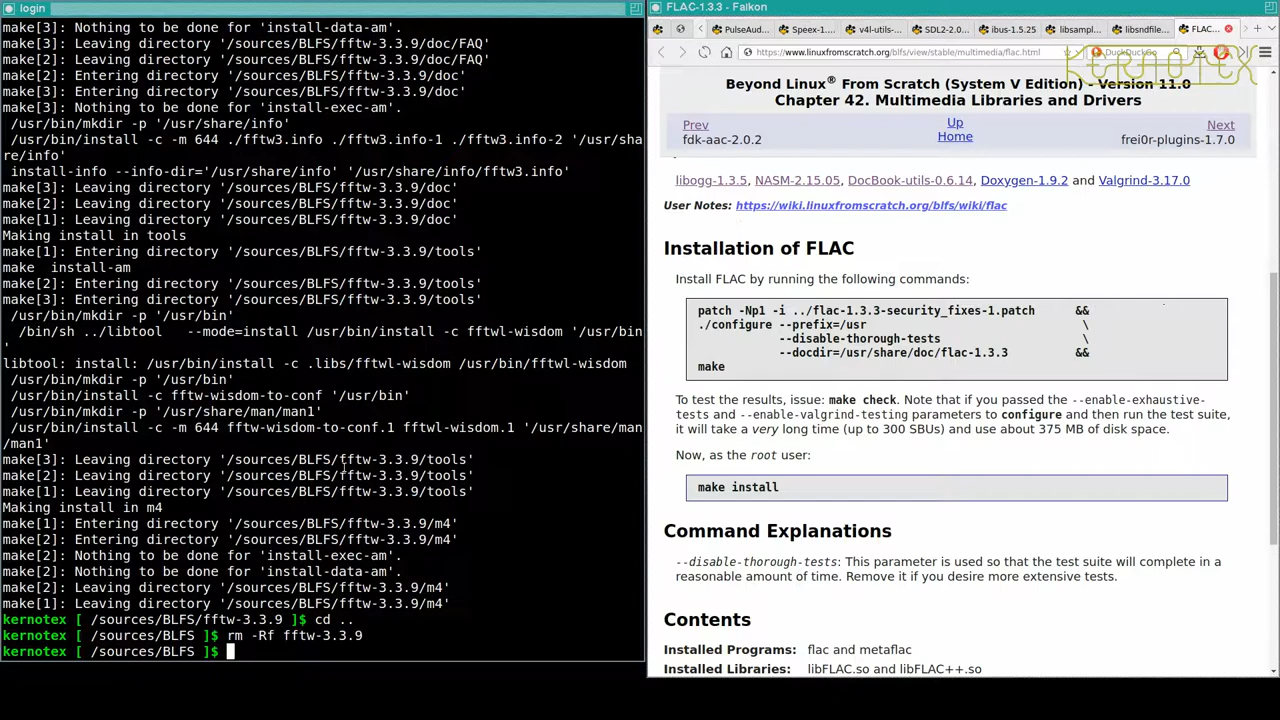 login
make[3]: Nothing to be done for 'install-data-am'.
make[3]: Leaving directory '/sources/BLFS/fftw-3.3.9/doc/FAQ'
make[2]: Leaving directory '/sources/BLFS/fftw-3.3.9/doc/FAQ'
make[2]: Entering directory '/sources/BLFS/fftw-3.3.9/doc'
make[3]: Entering directory '/sources/BLFS/fftw-3.3.9/doc'
make[3]: Nothing to be done for 'install-exec-am'.
/usr/bin/mkdir -p '/usr/share/info'
/usr/bin/install -c -m 644 ./fftw3.info ./fftw3.info-1 ./fftw3.info-2 '/usr/sha
re/info'
install-info --info-dir='/usr/share/info' '/usr/share/info/fftw3.info'
make[3]: Leaving directory '/sources/BLFS/fftw-3.3.9/doc'
make[2]: Leaving directory '/sources/BLFS/fftw-3.3.9/doc'
make[1]: Leaving directory '/sources/BLFS/fftw-3.3.9/doc'
Making install in tools
make[1]: Entering directory '/sources/BLFS/fftw-3.3.9/tools'
make  install-am
make[2]: Entering directory '/sources/BLFS/fftw-3.3.9/tools'
make[3]: Entering directory '/sources/BLFS/fftw-3.3.9/tools'
/usr/bin/mkdir -p '/usr/bin'
/bin/sh ../libtool   --mode=install /usr/bin/install -c fftwl-wisdom '/usr/bin
'
libtool: install: /usr/bin/install -c .libs/fftwl-wisdom /usr/bin/fftwl-wisdom
/usr/bin/mkdir -p '/usr/bin'
/usr/bin/install -c fftw-wisdom-to-conf '/usr/bin'
/usr/bin/mkdir -p '/usr/share/man/man1'
/usr/bin/install -c -m 644 fftw-wisdom-to-conf.1 fftwl-wisdom.1 '/usr/share/man
/man1'
make[3]: Leaving directory '/sources/BLFS/fftw-3.3.9/tools'
make[2]: Leaving directory '/sources/BLFS/fftw-3.3.9/tools'
make[1]: Leaving directory '/sources/BLFS/fftw-3.3.9/tools'
Making install in m4
make[1]: Entering directory '/sources/BLFS/fftw-3.3.9/m4'
make[2]: Entering directory '/sources/BLFS/fftw-3.3.9/m4'
make[2]: Nothing to be done for 'install-exec-am'.
make[2]: Nothing to be done for 'install-data-am'.
make[2]: Leaving directory '/sources/BLFS/fftw-3.3.9/m4'
make[1]: Leaving directory '/sources/BLFS/fftw-3.3.9/m4'
kernotex [ /sources/BLFS/fftw-3.3.9 ]$ cd ..
kernotex [ /sources/BLFS ]$ rm -Rf fftw-3.3.9
kernotex [ /sources/BLFS ]$
FLAC-1.3.3 - Falkon
PulseAud... Speex-1.... v4l-utils-... SDL2-2.0... ibus-1.5.25 libsampl... libsndfile... FLAC...
https://www.linuxfromscratch.org/blfs/view/stable/multimedia/flac.html DuckDuckGo
KERNOTEX
Beyond Linux® From Scratch (System V Edition) - Version 11.0
Chapter 42. Multimedia Libraries and Drivers
Prev Up Next
fdk-aac-2.0.2 Home frei0r-plugins-1.7.0
libogg-1.3.5, NASM-2.15.05, DocBook-utils-0.6.14, Doxygen-1.9.2 and Valgrind-3.17.0
User Notes: https://wiki.linuxfromscratch.org/blfs/wiki/flac
Installation of FLAC
Install FLAC by running the following commands:
patch -Np1 -i ../flac-1.3.3-security_fixes-1.patch &&
./configure --prefix=/usr \
--disable-thorough-tests \
--docdir=/usr/share/doc/flac-1.3.3 &&
make
To test the results, issue: make check. Note that if you passed the --enable-exhaustive-
tests and --enable-valgrind-testing parameters to configure and then run the test suite,
it will take a very long time (up to 300 SBUs) and use about 375 MB of disk space.
Now, as the root user:
make install
Command Explanations
--disable-thorough-tests: This parameter is used so that the test suite will complete in a
reasonable amount of time. Remove it if you desire more extensive tests.
Contents
Installed Programs: flac and metaflac
Installed Libraries: libFLAC.so and libFLAC++.so